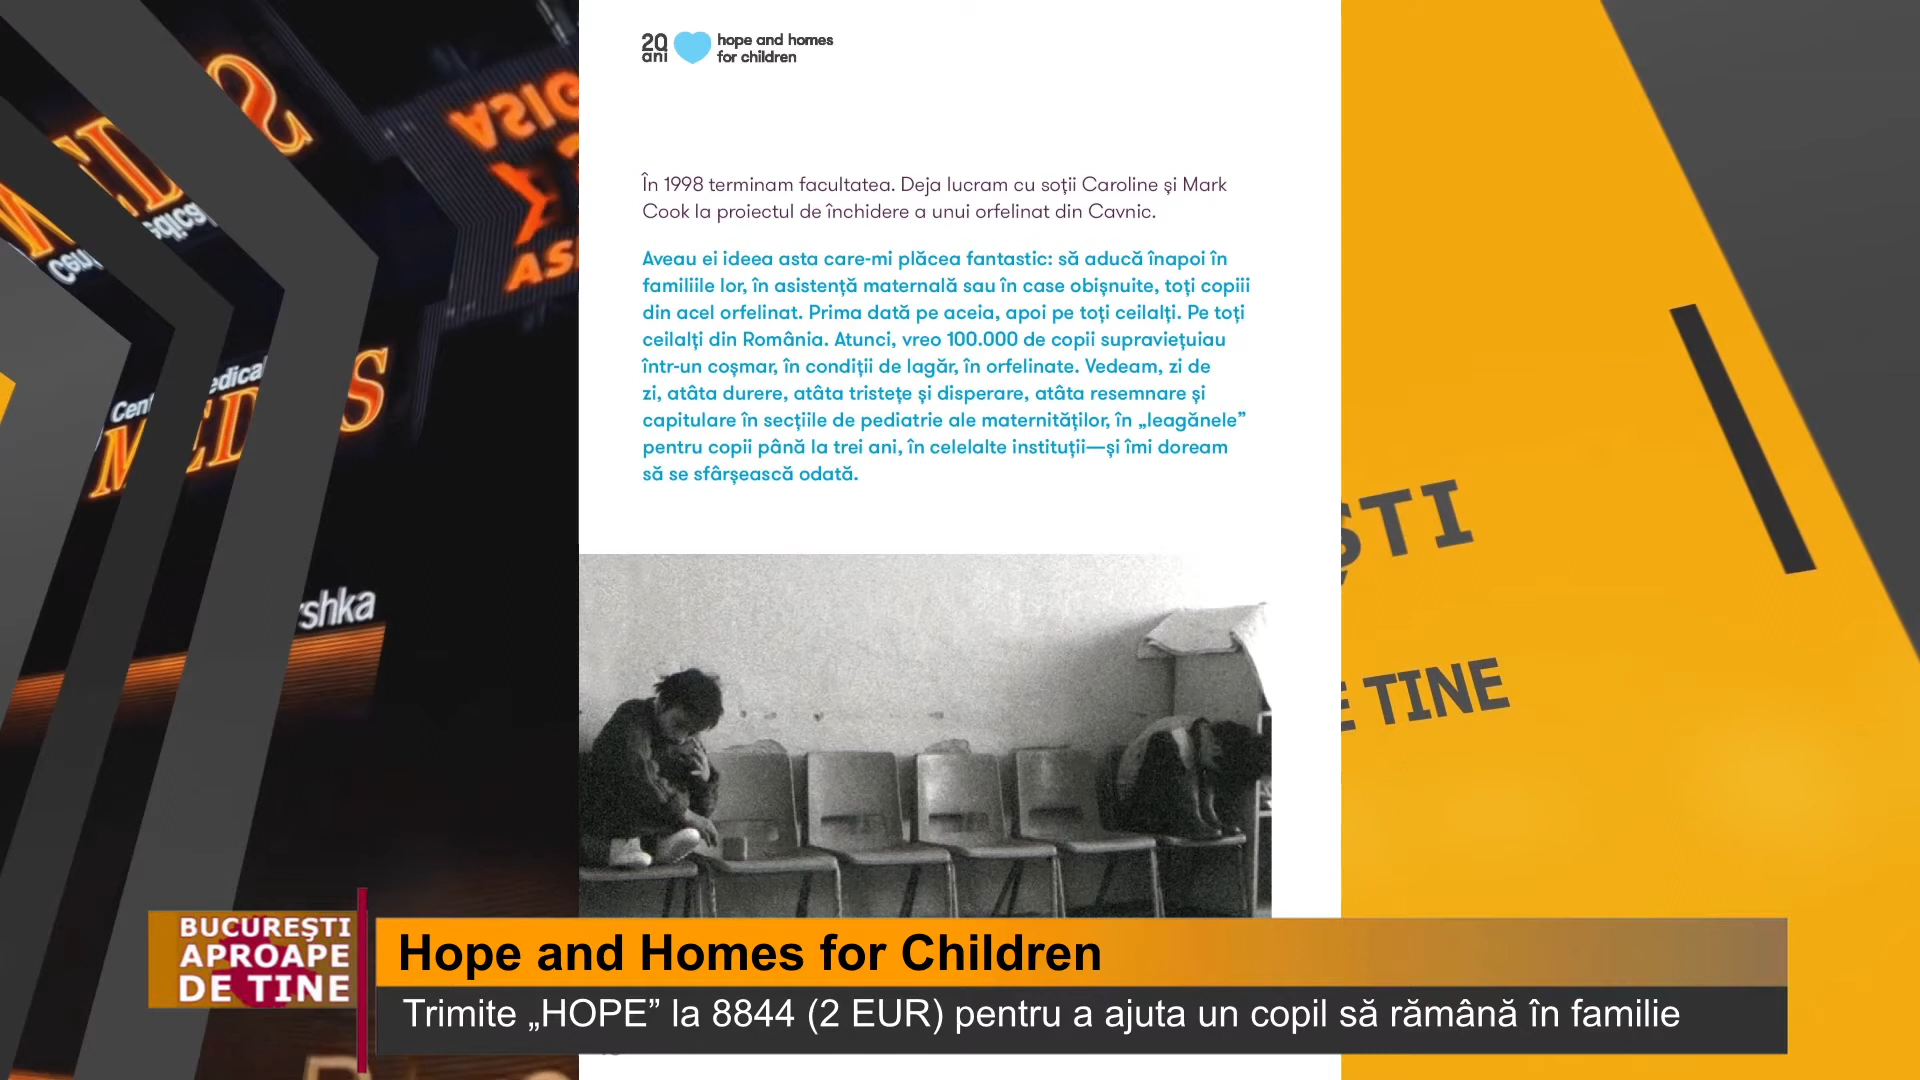 20 ani hope and homes for children
În 1998 terminam facultatea. Deja lucram cu soții Caroline și Mark
Cook la proiectul de închidere a unui orfelinat din Cavnic.
Aveau ei ideea asta care-mi plăcea fantastic: să aducă înapoi în
familiile lor, în asistență maternală sau în case obișnuite, toți copiii
din acel orfelinat. Prima dată pe aceia, apoi pe toți ceilalți. Pe toți
ceilalți din România. Atunci, vreo 100.000 de copii supraviețuiau
într-un coșmar, în condiții de lagăr, în orfelinate. Vedeam, zi de
zi, atâta durere, atâta tristețe și disperare, atâta resemnare și
capitulare în secțiile de pediatrie ale maternităților, în „leagănele”
pentru copii până la trei ani, în celelalte instituții—și îmi doream
să se sfârșească odată.
TINE
BUCUREŞTI
APROAPE
DE TINE
Hope and Homes for Children
Trimite „HOPE” la 8844 (2 EUR) pentru a ajuta un copil să rămână în familie